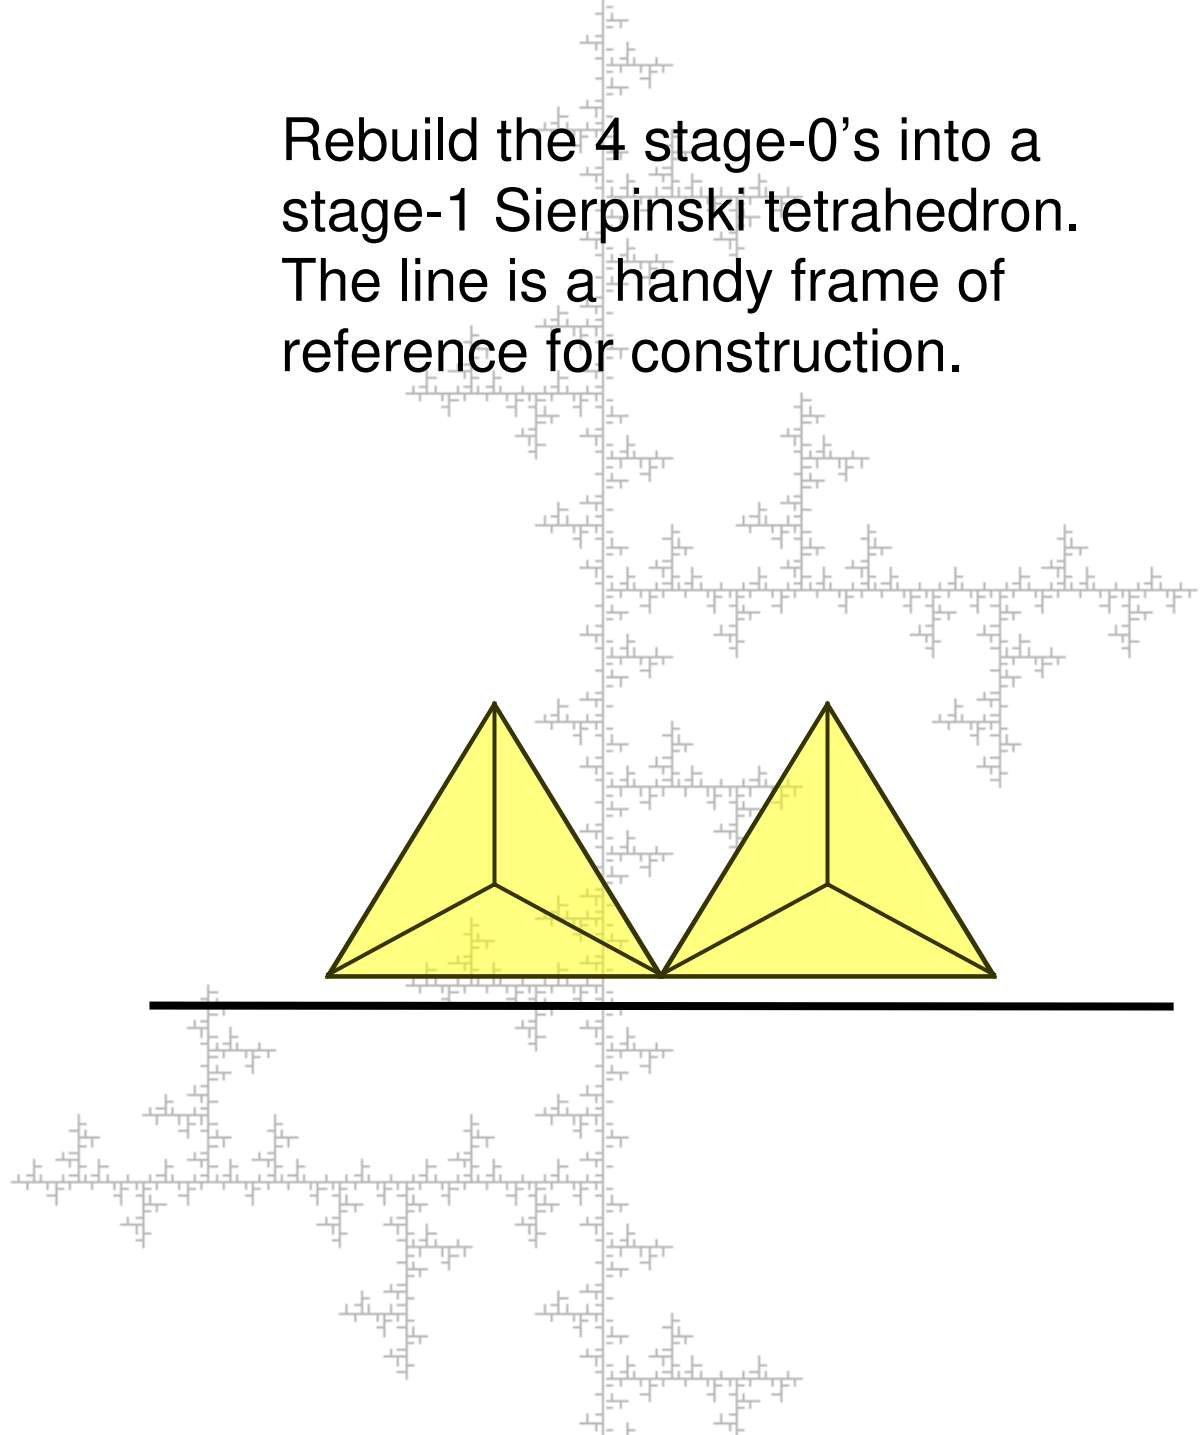 Rebuild the 4 stage-0’s into a
stage-1 Sierpinski tetrahedron.
The line is a handy frame of
reference for construction.